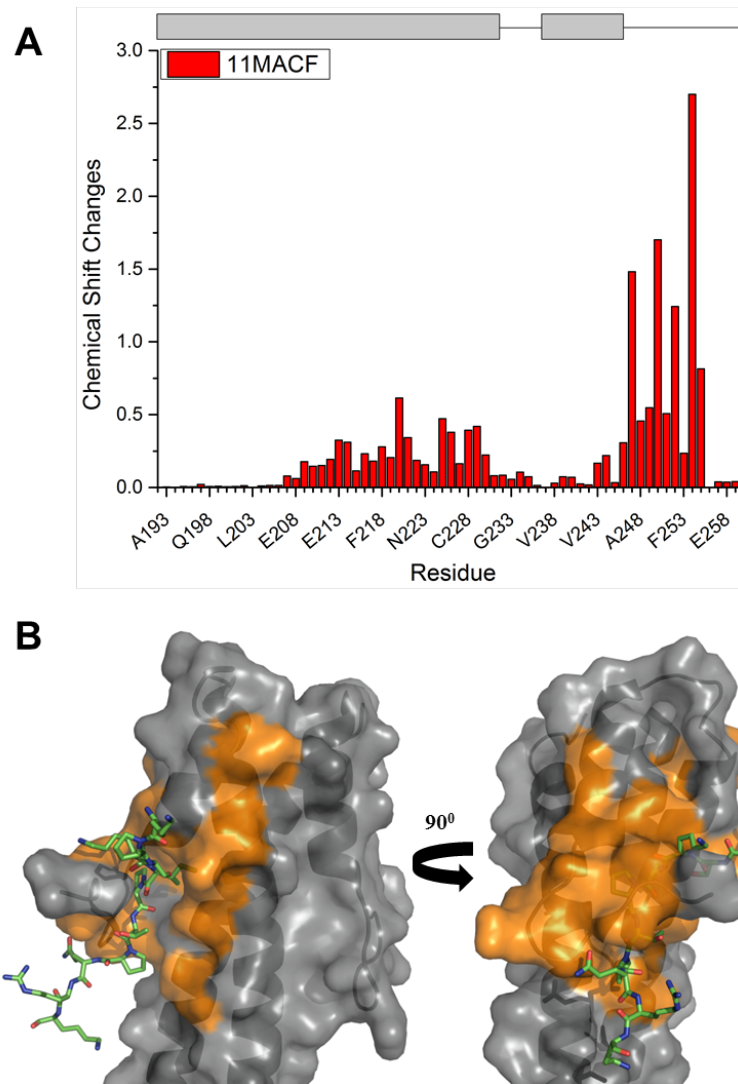 A
3.0
11MACF
2.5
2.0
1.5
1.0
0.5
0.0
Chemical Shift Changes
A193 Q198 L203 E208 E213 F218 N223 C228 G233 V238 V243 A248 F253 E258
Residue
B
90⁰